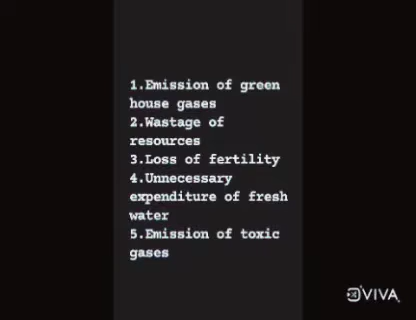 1.Emission of green
house gases
2.Wastage of
resources
3.Loss of fertility
4.Unnecessary
expenditure of fresh
water
5.Emission of toxic
gases
VIVA